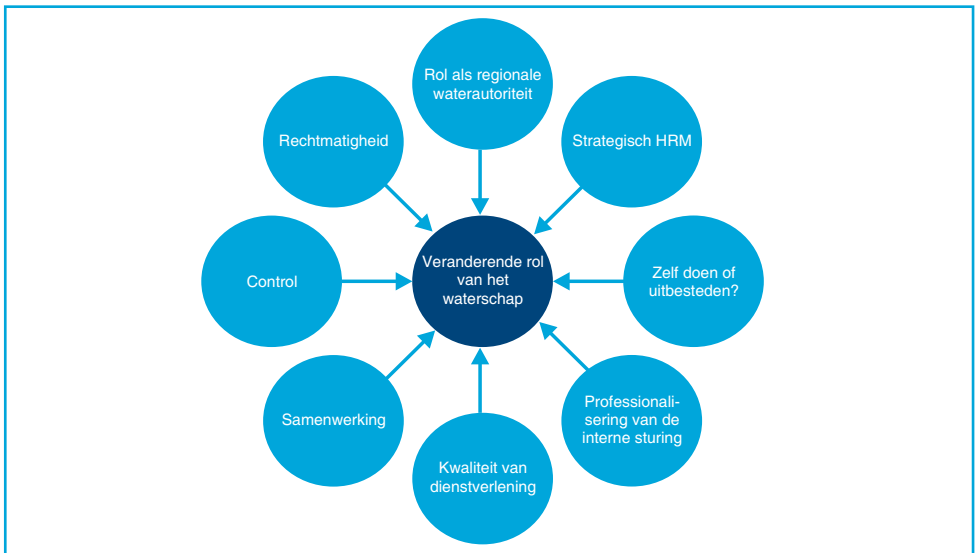 Rol als regionale
waterautoriteit
Rechtmatigheid
Strategisch HRM
Control
Veranderende rol
van het
waterschap
Zelf doen of
uitbesteden?
Samenwerking
Professionali-
sering van de
interne sturing
Kwaliteit van
dienstverlening